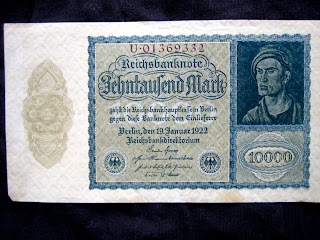 U·01369332
Reichsbanknote
Zehntausend Mark
zahlt die Reichsbankhauptkasse in Berlin
gegen diese Banknote dem Einlieferer
Berlin, den 19. Januar 1922
Reichsbankdirektorium
10000